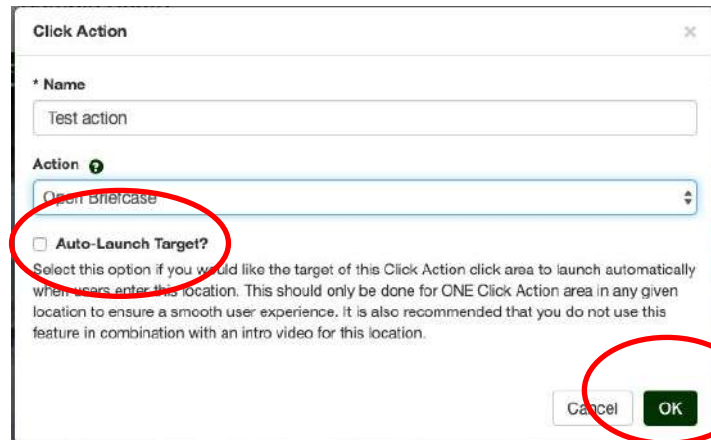 Click Action
×
* Name
Test action
Action ?
Open Briefcase
Auto-Launch Target?
Select this option if you would like the target of this Click Action click area to launch automatically
when users enter this location. This should only be done for ONE Click Action area in any given
location to ensure a smooth user experience. It is also recommended that you do not use this
feature in combination with an intro video for this location.
Cancel OK